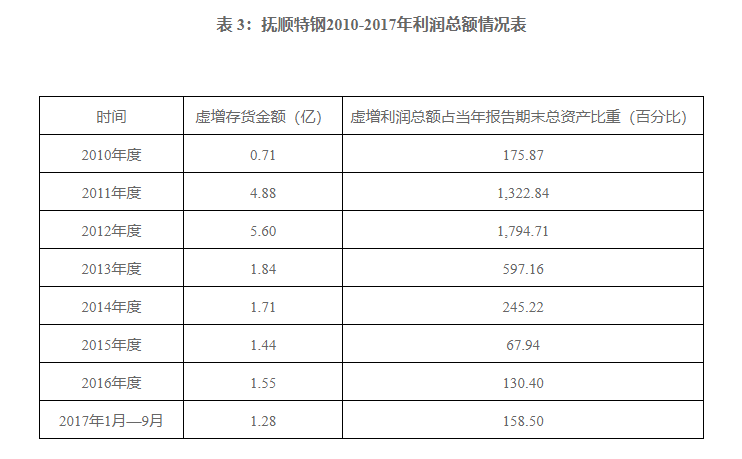 表 3：抚顺特钢2010-2017年利润总额情况表
时间 虚增存货金额（亿） 虚增利润总额占当年报告期末总资产比重（百分比）
2010年度 0.71 175.87
2011年度 4.88 1,322.84
2012年度 5.60 1,794.71
2013年度 1.84 597.16
2014年度 1.71 245.22
2015年度 1.44 67.94
2016年度 1.55 130.40
2017年1月—9月 1.28 158.50